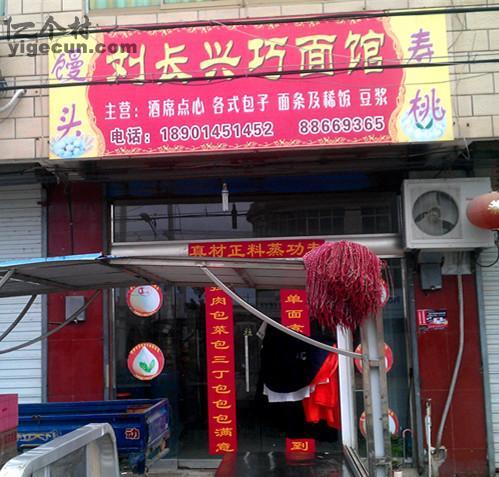 亿个村
yigecun.com
馒头
刘长兴巧面馆
寿桃
主营：酒席点心 各式包子 面条及稀饭 豆浆
电话：18901451452 88669365
真材正料蒸功夫
肉包菜包三丁包包包满意
单面
到